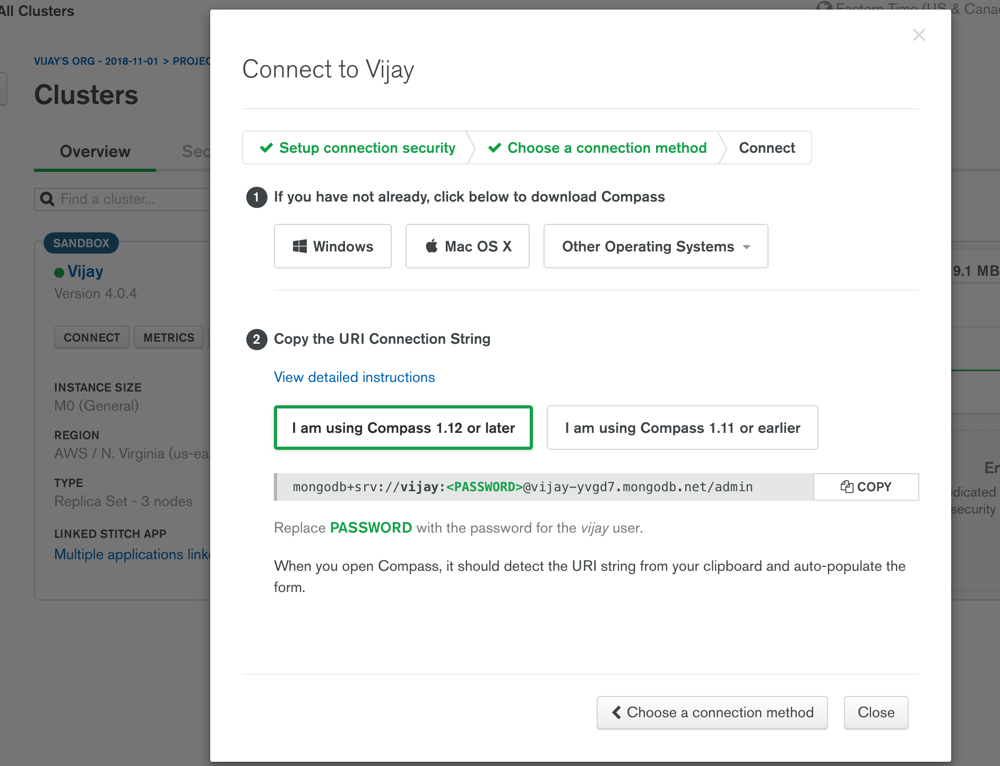 All Clusters
Eastern Time (US & Cana
VIJAY'S ORG - 2018-11-01 > PROJEC
Clusters
Overview
Sec
Find a cluster...
SANDBOX
Vijay
Version 4.0.4
CONNECT
METRICS
INSTANCE SIZE
M0 (General)
REGION
AWS / N. Virginia (us-eas
TYPE
Replica Set - 3 nodes
LINKED STITCH APP
Multiple applications linke
Connect to Vijay
Setup connection security
Choose a connection method
Connect
1 If you have not already, click below to download Compass
Windows
Mac OS X
Other Operating Systems
2 Copy the URI Connection String
View detailed instructions
I am using Compass 1.12 or later
I am using Compass 1.11 or earlier
mongodb+srv://vijay:<PASSWORD>@vijay-yvgd7.mongodb.net/admin
COPY
Replace PASSWORD with the password for the vijay user.
When you open Compass, it should detect the URI string from your clipboard and auto-populate the
form.
Choose a connection method
Close
9.1 MB
En
edicated
security